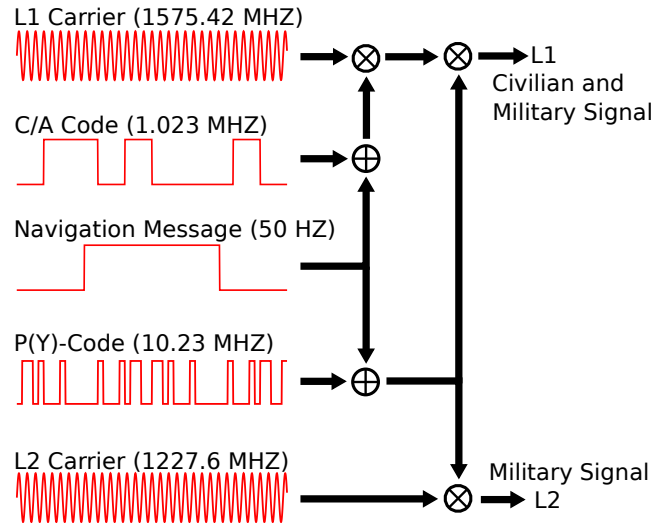 L1 Carrier (1575.42 MHZ)
L1
Civilian and
Military Signal
C/A Code (1.023 MHZ)
Navigation Message (50 HZ)
P(Y)-Code (10.23 MHZ)
L2 Carrier (1227.6 MHZ)
Military Signal
L2